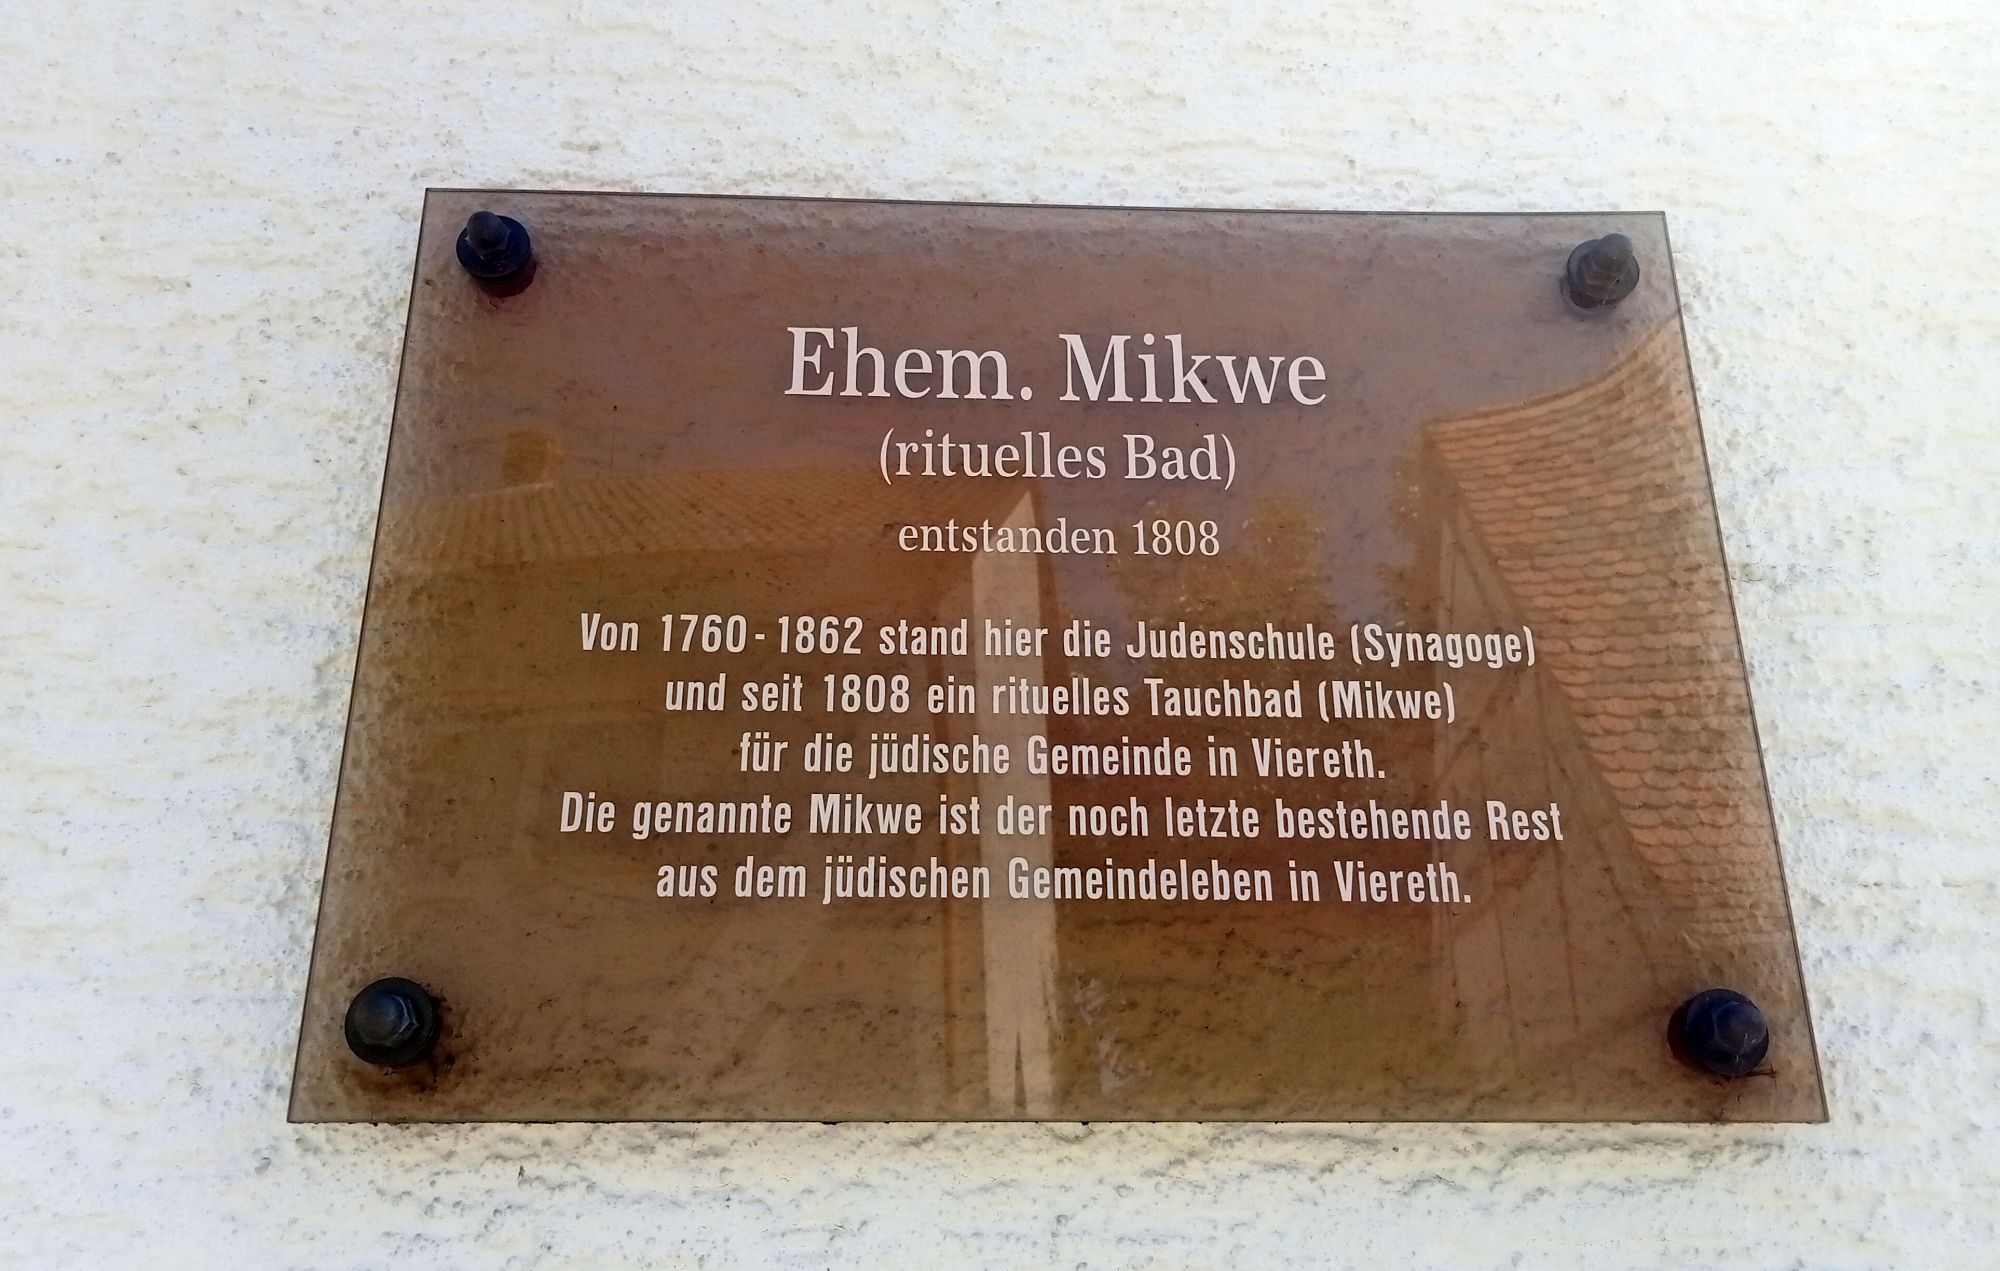 Ehem. Mikwe
(rituelles Bad)
entstanden 1808
Von 1760 - 1862 stand hier die Judenschule (Synagoge)
und seit 1808 ein rituelles Tauchbad (Mikwe)
für die jüdische Gemeinde in Viereth.
Die genannte Mikwe ist der noch letzte bestehende Rest
aus dem jüdischen Gemeindeleben in Viereth.